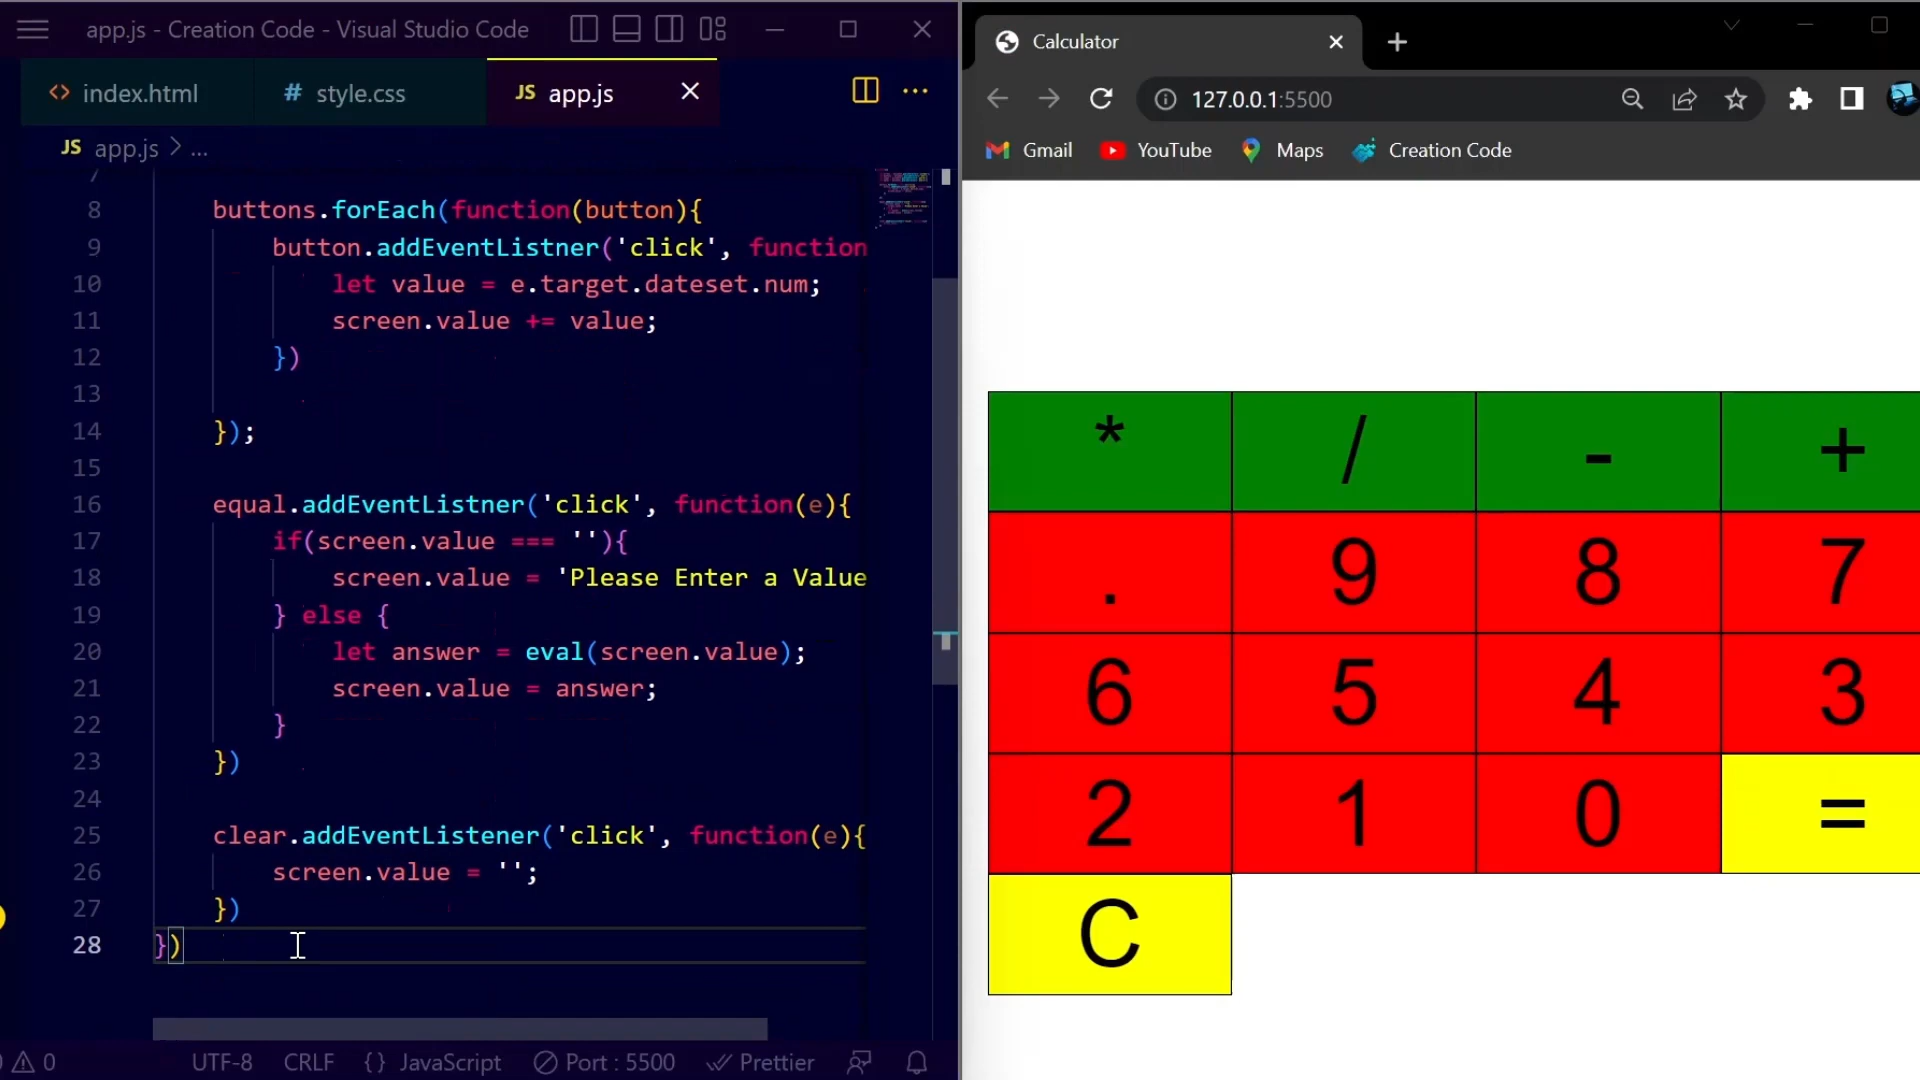 app.js - Creation Code - Visual Studio Code
<> index.html
# style.css
JS app.js
JS app.js > ...
7
8 buttons.forEach(function(button){
9 button.addEventListner('click', function
10 let value = e.target.dateset.num;
11 screen.value += value;
12 })
13
14 });
15
16 equal.addEventListner('click', function(e){
17 if(screen.value === ''){
18 screen.value = 'Please Enter a Value
19 } else {
20 let answer = eval(screen.value);
21 screen.value = answer;
22 }
23 })
24
25 clear.addEventListener('click', function(e){
26 screen.value = '';
27 })
28 })
0 UTF-8 CRLF {} JavaScript Port : 5500 Prettier
Calculator
127.0.0.1:5500
Gmail YouTube Maps Creation Code
* / - +
. 9 8 7
6 5 4 3
2 1 0 =
C